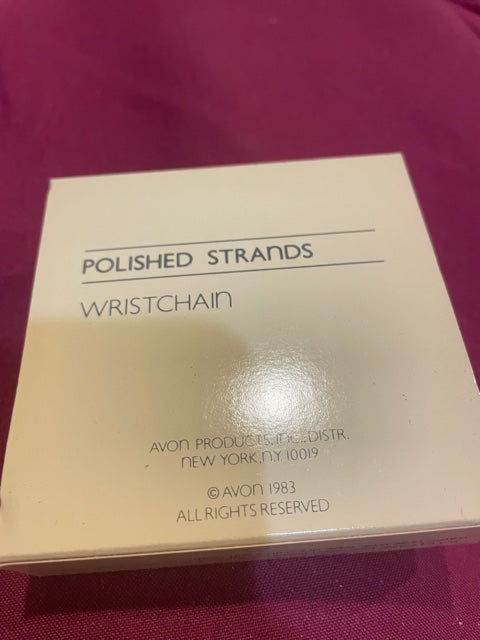 POLISHED STRANDS
WRISTCHAIN
AVON PRODUCTS, INC., DISTR.
NEW YORK, N.Y. 10019
© AVON 1983
ALL RIGHTS RESERVED